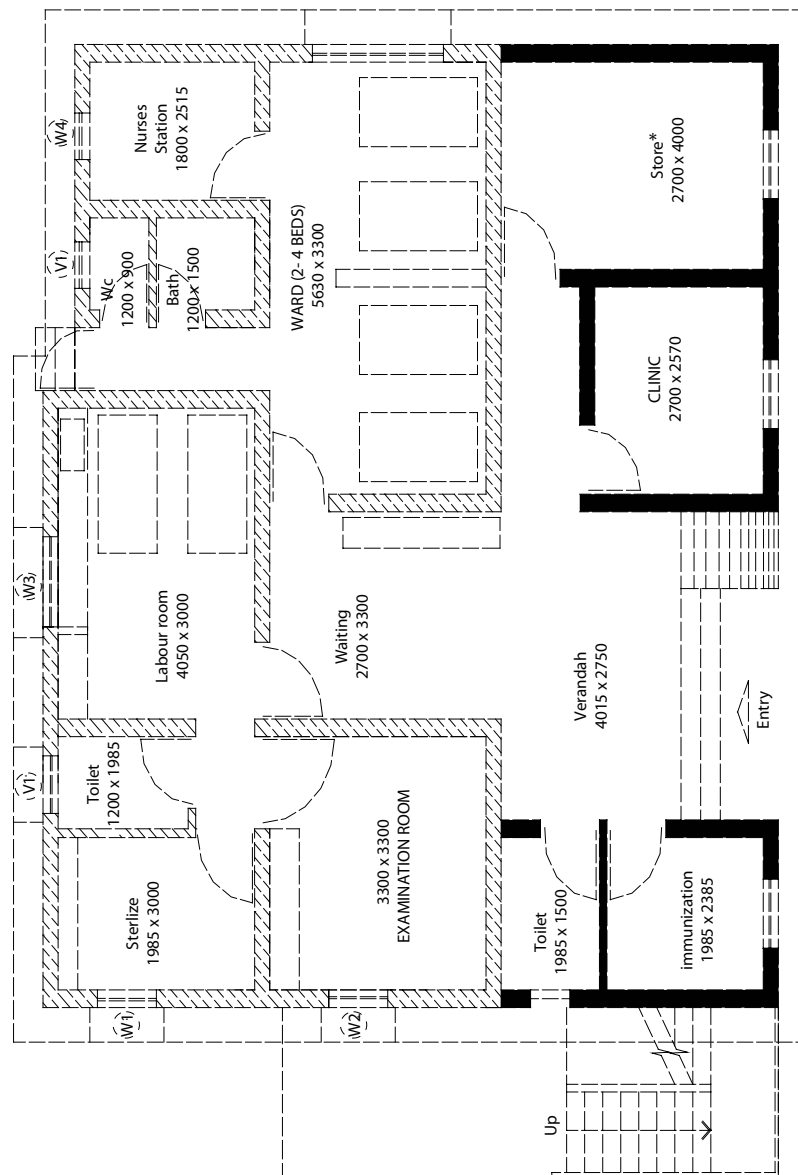 V1
W3
V1
W4
W1
Sterlize
1985 x 3000
Toilet
1200 x 1985
Labour room
4050 x 3000
Wc
1200 x 900
Bath
1200 x 1500
Nurses
Station
1800 x 2515
W2
3300 x 3300
EXAMINATION ROOM
Waiting
2700 x 3300
WARD (2- 4 BEDS)
5630 x 3300
Up
Toilet
1985 x 1500
immunization
1985 x 2385
Verandah
4015 x 2750
CLINIC
2700 x 2570
Store*
2700 x 4000
Entry